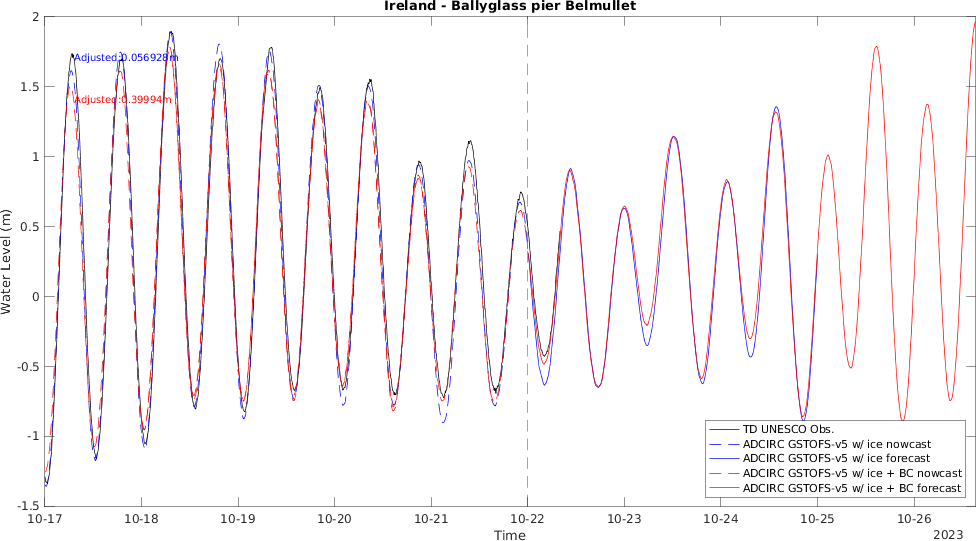 Ireland - Ballyglass pier Belmullet
Adjusted:0.056928m
Adjusted:0.39994m
Water Level (m)
2
1.5
1
0.5
0
-0.5
-1
-1.5
TD UNESCO Obs.
ADCIRC GSTOFS-v5 w/ ice nowcast
ADCIRC GSTOFS-v5 w/ ice forecast
ADCIRC GSTOFS-v5 w/ ice + BC nowcast
ADCIRC GSTOFS-v5 w/ ice + BC forecast
10-17 10-18 10-19 10-20 10-21 10-22 10-23 10-24 10-25 10-26
Time
2023